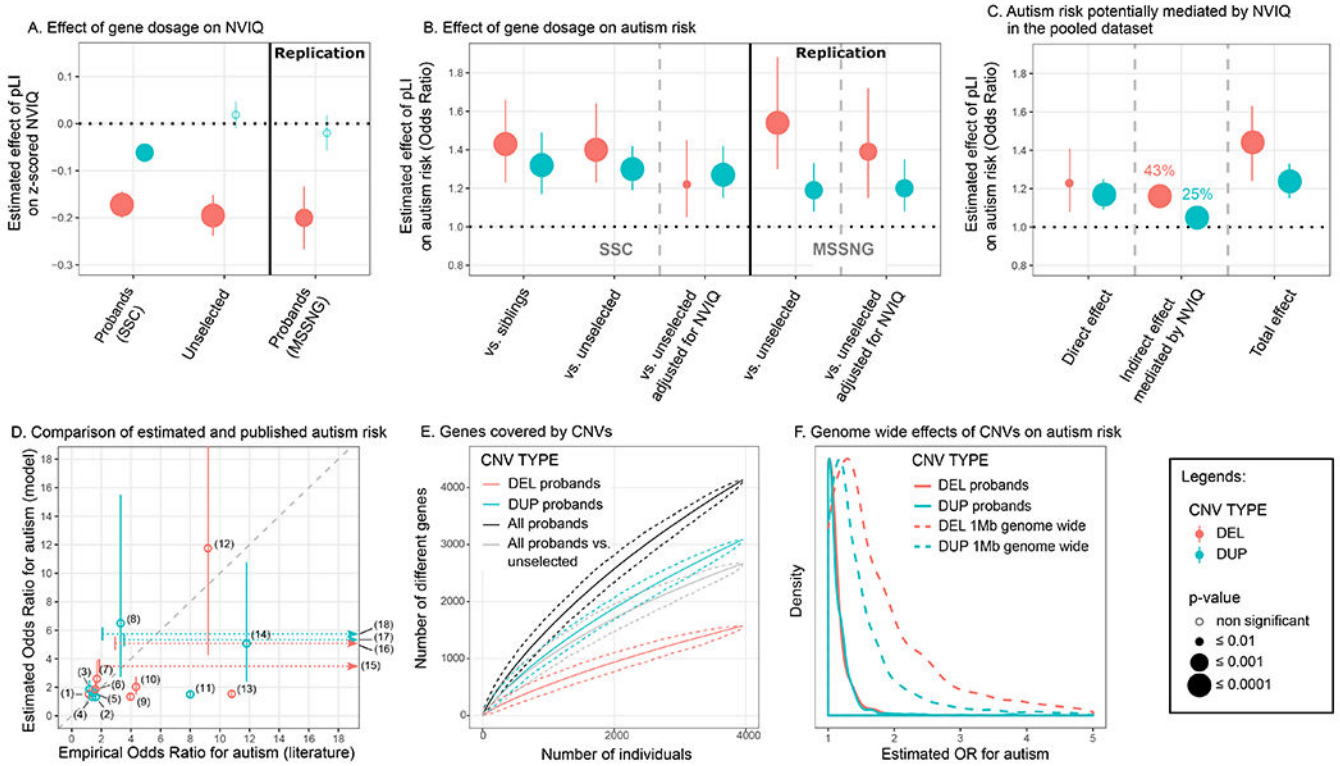 A. Effect of gene dosage on NVIQ
Replication
Estimated effect of pLI
on z-scored NVIQ
0.1
0.0
−0.1
−0.2
−0.3
Probands
(SSC)
Unselected
Probands
(MSSNG)
B. Effect of gene dosage on autism risk
Replication
Estimated effect of pLI
on autism risk (Odds Ratio)
1.8
1.6
1.4
1.2
1.0
0.8
SSC
MSSNG
vs. siblings
vs. unselected
vs. unselected
adjusted for NVIQ
vs. unselected
vs. unselected
adjusted for NVIQ
C. Autism risk potentially mediated by NVIQ
in the pooled dataset
Estimated effect of pLI
on autism risk (Odds Ratio)
1.8
1.6
1.4
1.2
1.0
0.8
43%
25%
Direct effect
Indirect effect
mediated by NVIQ
Total effect
D. Comparison of estimated and published autism risk
Estimated Odds Ratio for autism (model)
18
16
14
12
10
8
6
4
2
0
(12)
(8)
(14)
(18)
(17)
(16)
(15)
(3)
(7)
(6)
(10)
(1)
(5)
(9)
(11)
(13)
(4)
(2)
0 2 4 6 8 10 12 14 16 18
Empirical Odds Ratio for autism (literature)
E. Genes covered by CNVs
CNV TYPE
DEL probands
DUP probands
All probands
All probands vs.
unselected
Number of different genes
4000
3000
2000
1000
0
0 2000 4000
Number of individuals
F. Genome wide effects of CNVs on autism risk
CNV TYPE
DEL probands
DUP probands
DEL 1Mb genome wide
DUP 1Mb genome wide
Density
1 2 3 4 5
Estimated OR for autism
Legends:
CNV TYPE
DEL
DUP
p-value
non significant
≤ 0.01
≤ 0.001
≤ 0.0001